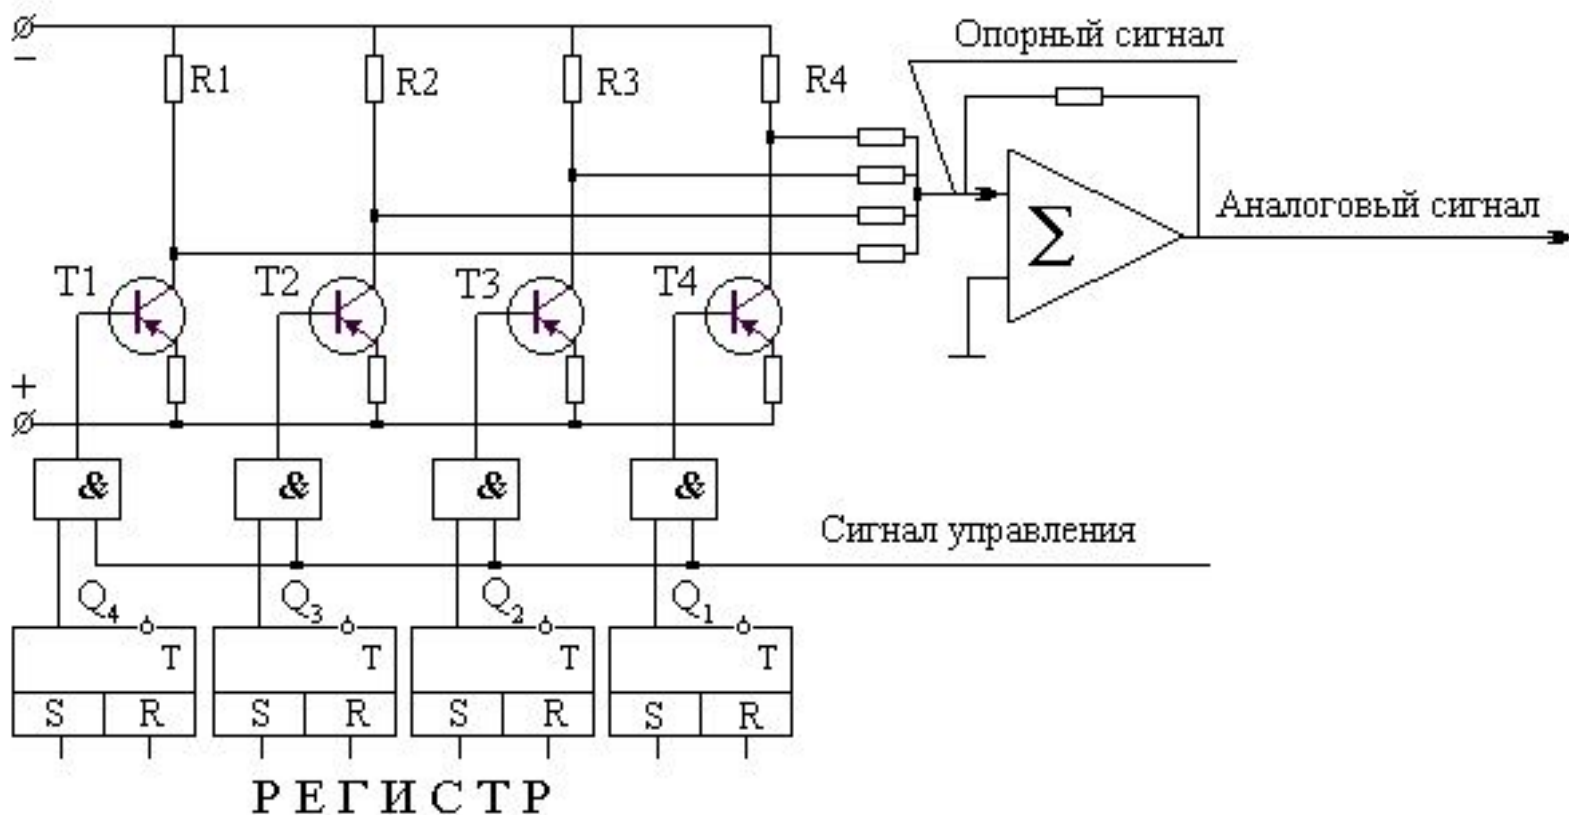 Опорный сигнал
−
R1
R2
R3
R4
Аналоговый сигнал
∑
T1
T2
T3
T4
+
&
&
&
&
Сигнал управления
Q4
Q3
Q2
Q1
T
T
T
T
S R
S R
S R
S R
РЕГИСТР